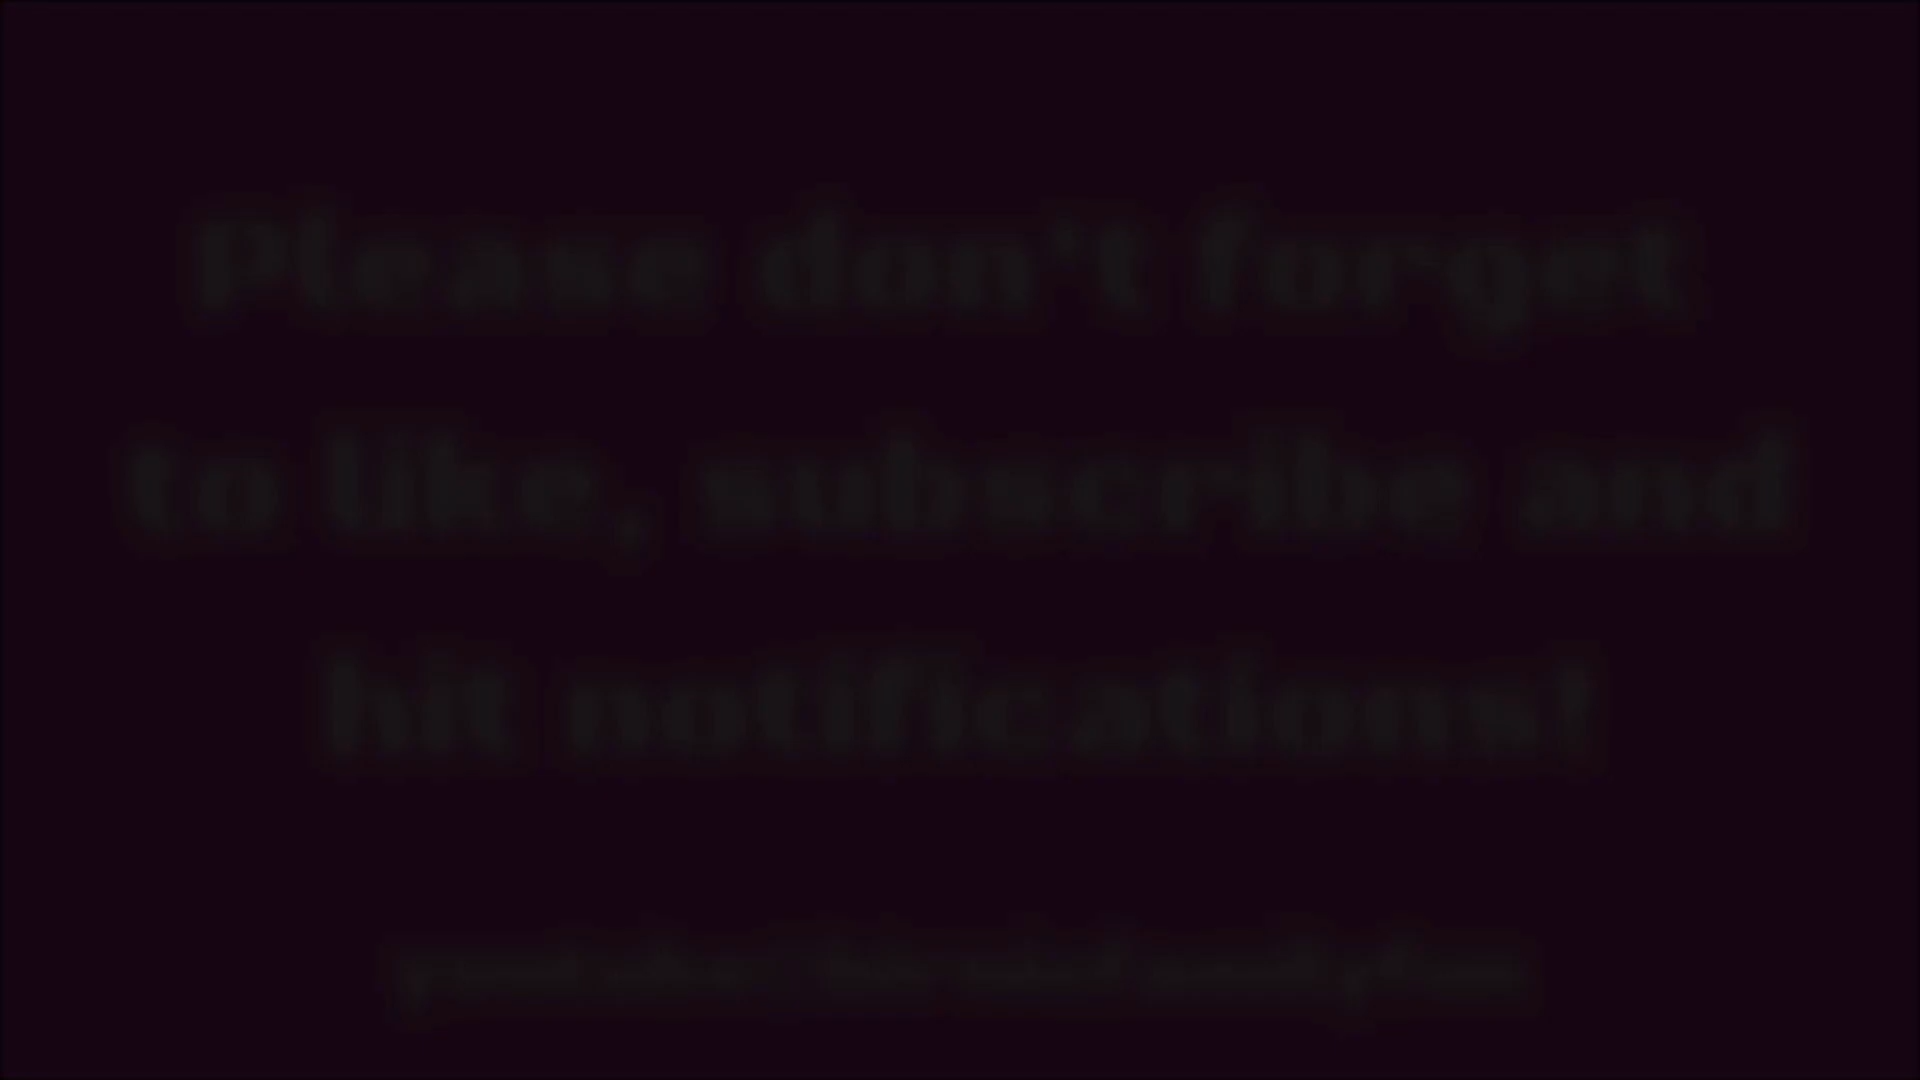 Please don't forget
to like, subscribe and
hit notifications!